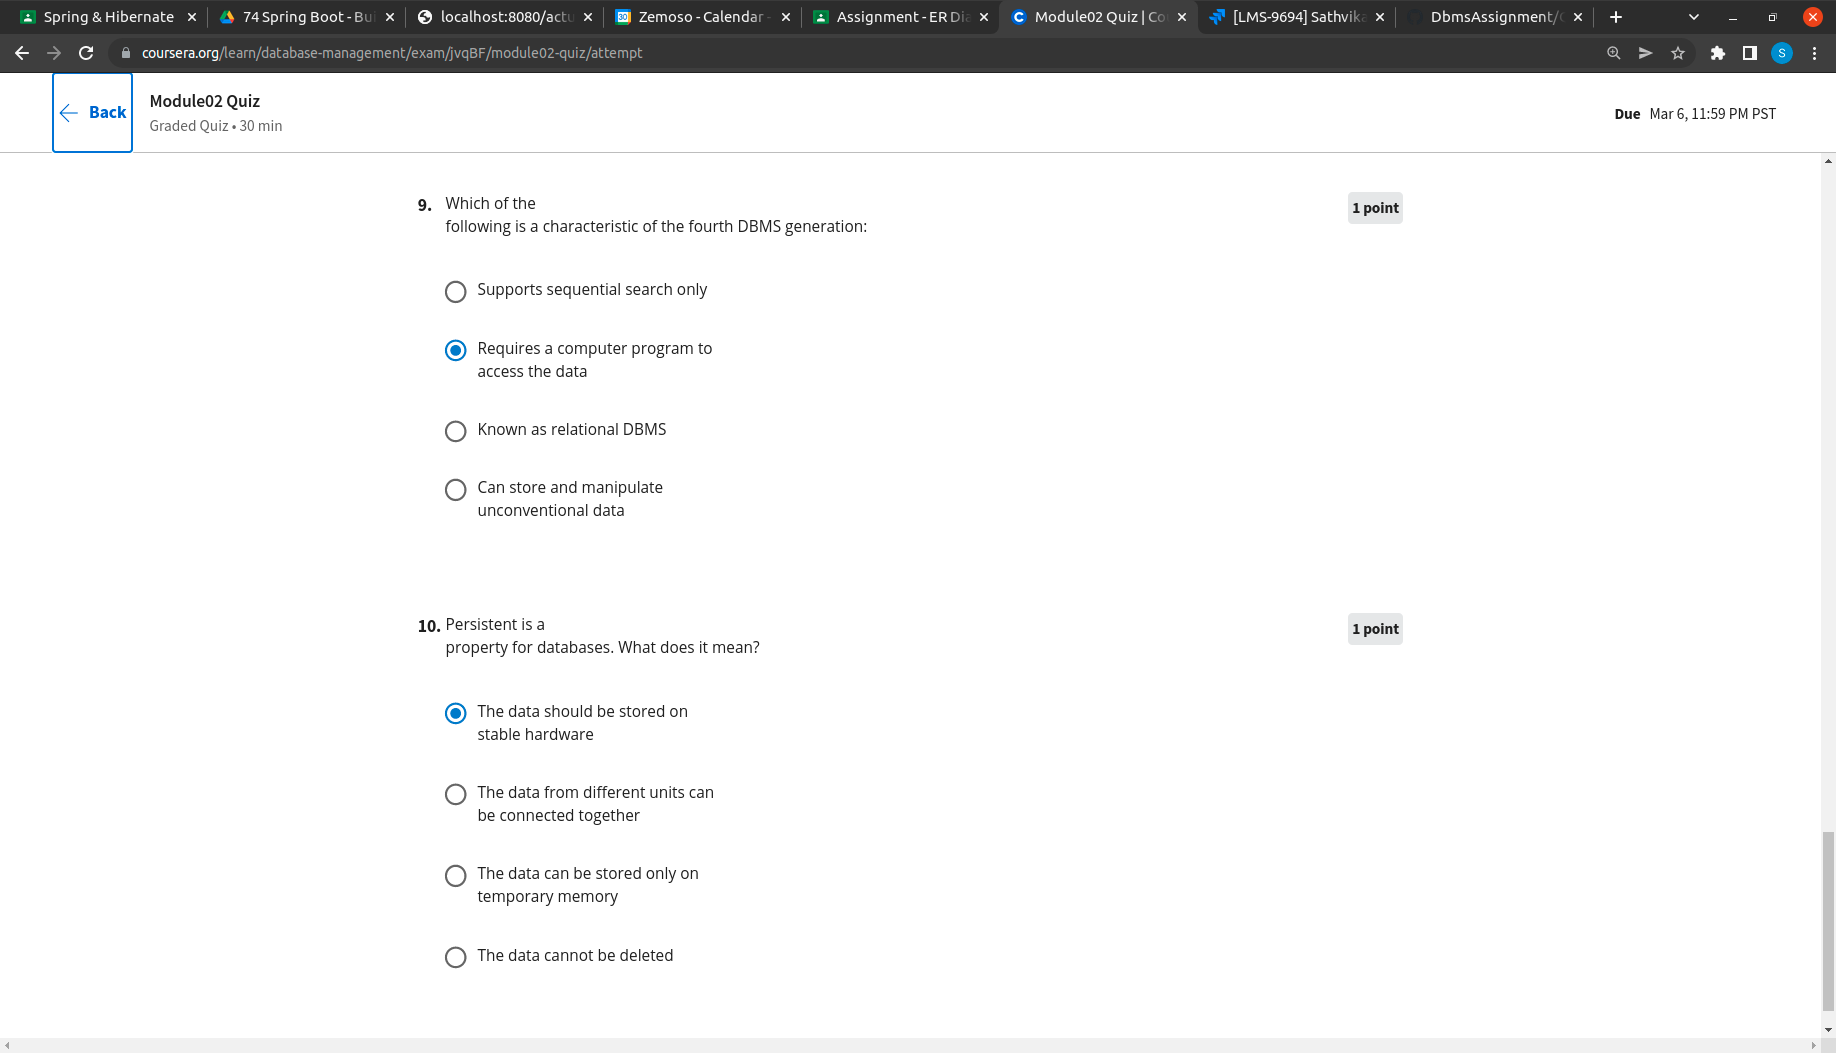 Spring & Hibernate
74 Spring Boot - Bui
localhost:8080/actu
Zemoso - Calendar -
Assignment - ER Dia
Module02 Quiz | Co
[LMS-9694] Sathvika
DbmsAssignment/
coursera.org/learn/database-management/exam/jvqBF/module02-quiz/attempt
S
Back
Module02 Quiz
Graded Quiz • 30 min
Due Mar 6, 11:59 PM PST
9. Which of the
following is a characteristic of the fourth DBMS generation:
1 point
Supports sequential search only
Requires a computer program to
access the data
Known as relational DBMS
Can store and manipulate
unconventional data
10. Persistent is a
property for databases. What does it mean?
1 point
The data should be stored on
stable hardware
The data from different units can
be connected together
The data can be stored only on
temporary memory
The data cannot be deleted